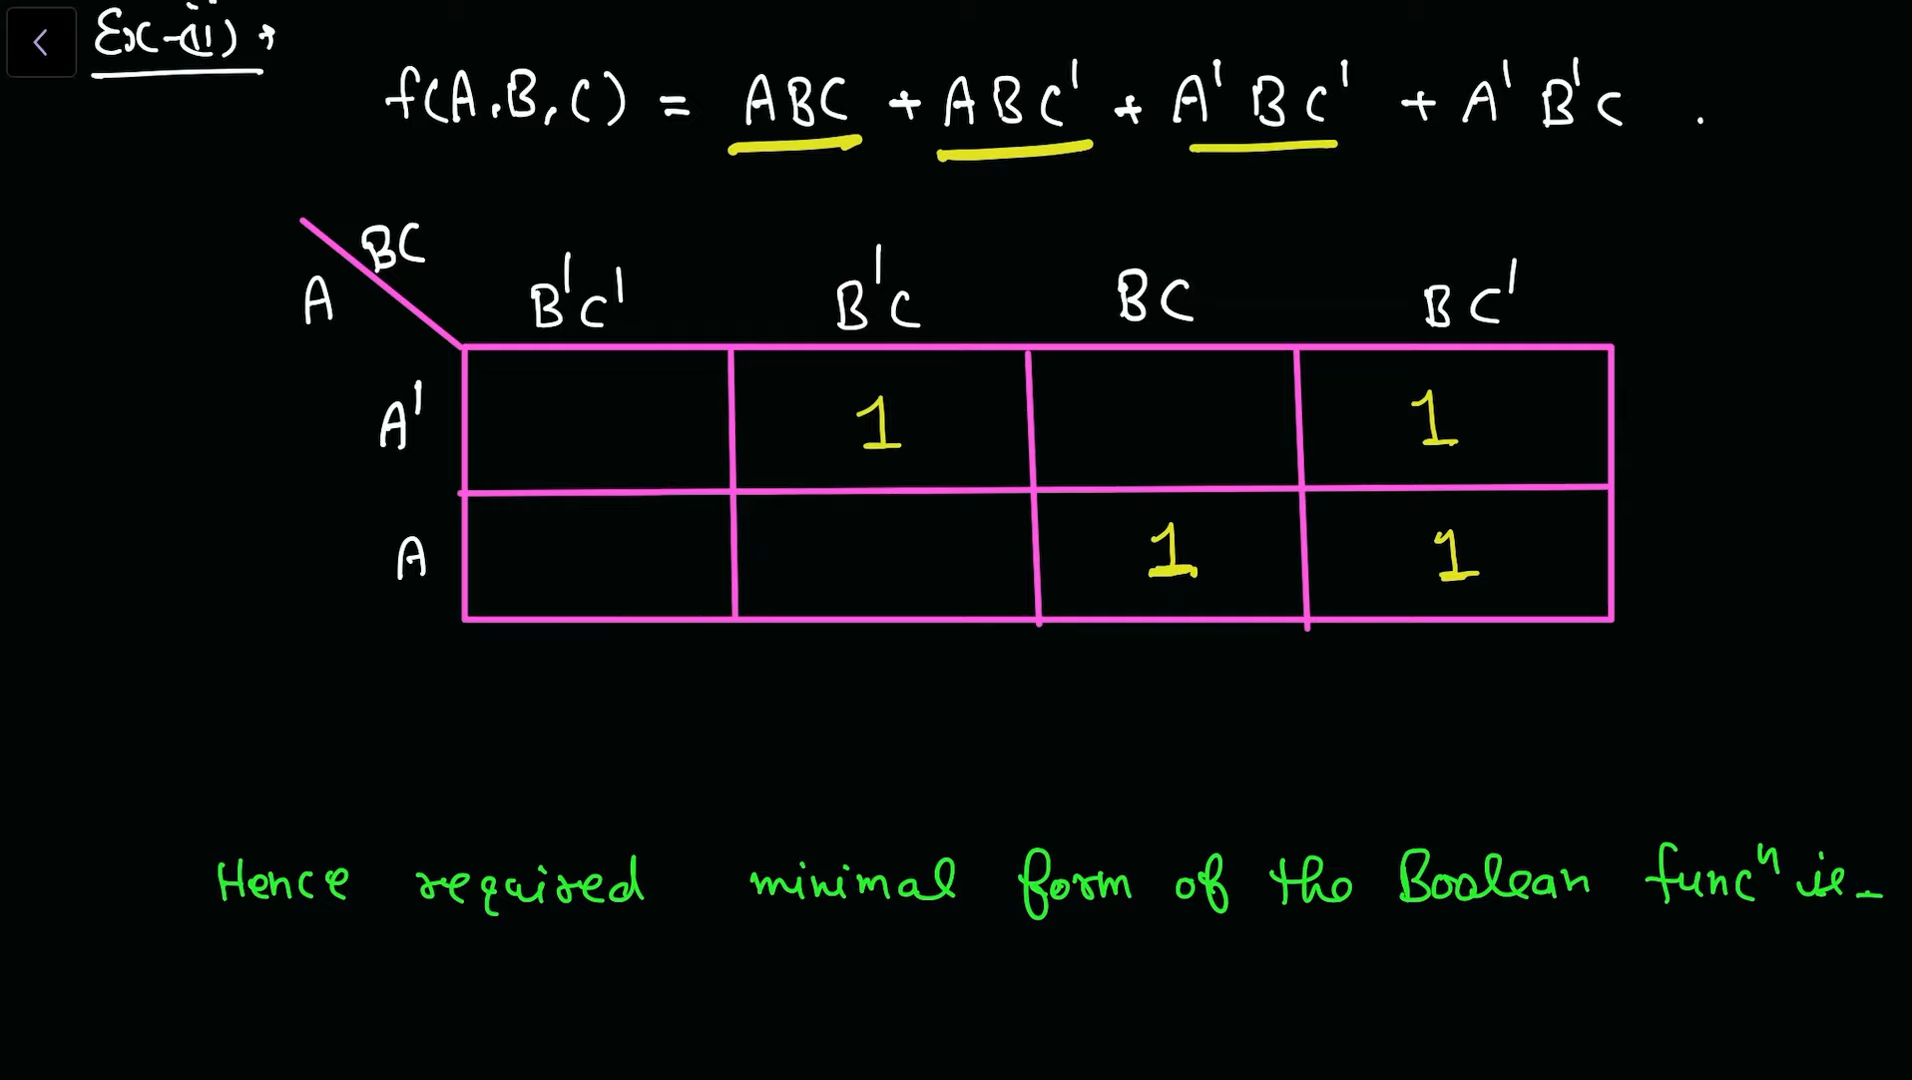 Ex-ii) →
f(A,B,C) = ABC + ABC' + A'BC' + A'B'C .
BC
A B'C' B'C BC BC'
A' 1 1
A 1 1
Hence required minimal form of the Boolean funcⁿ is -